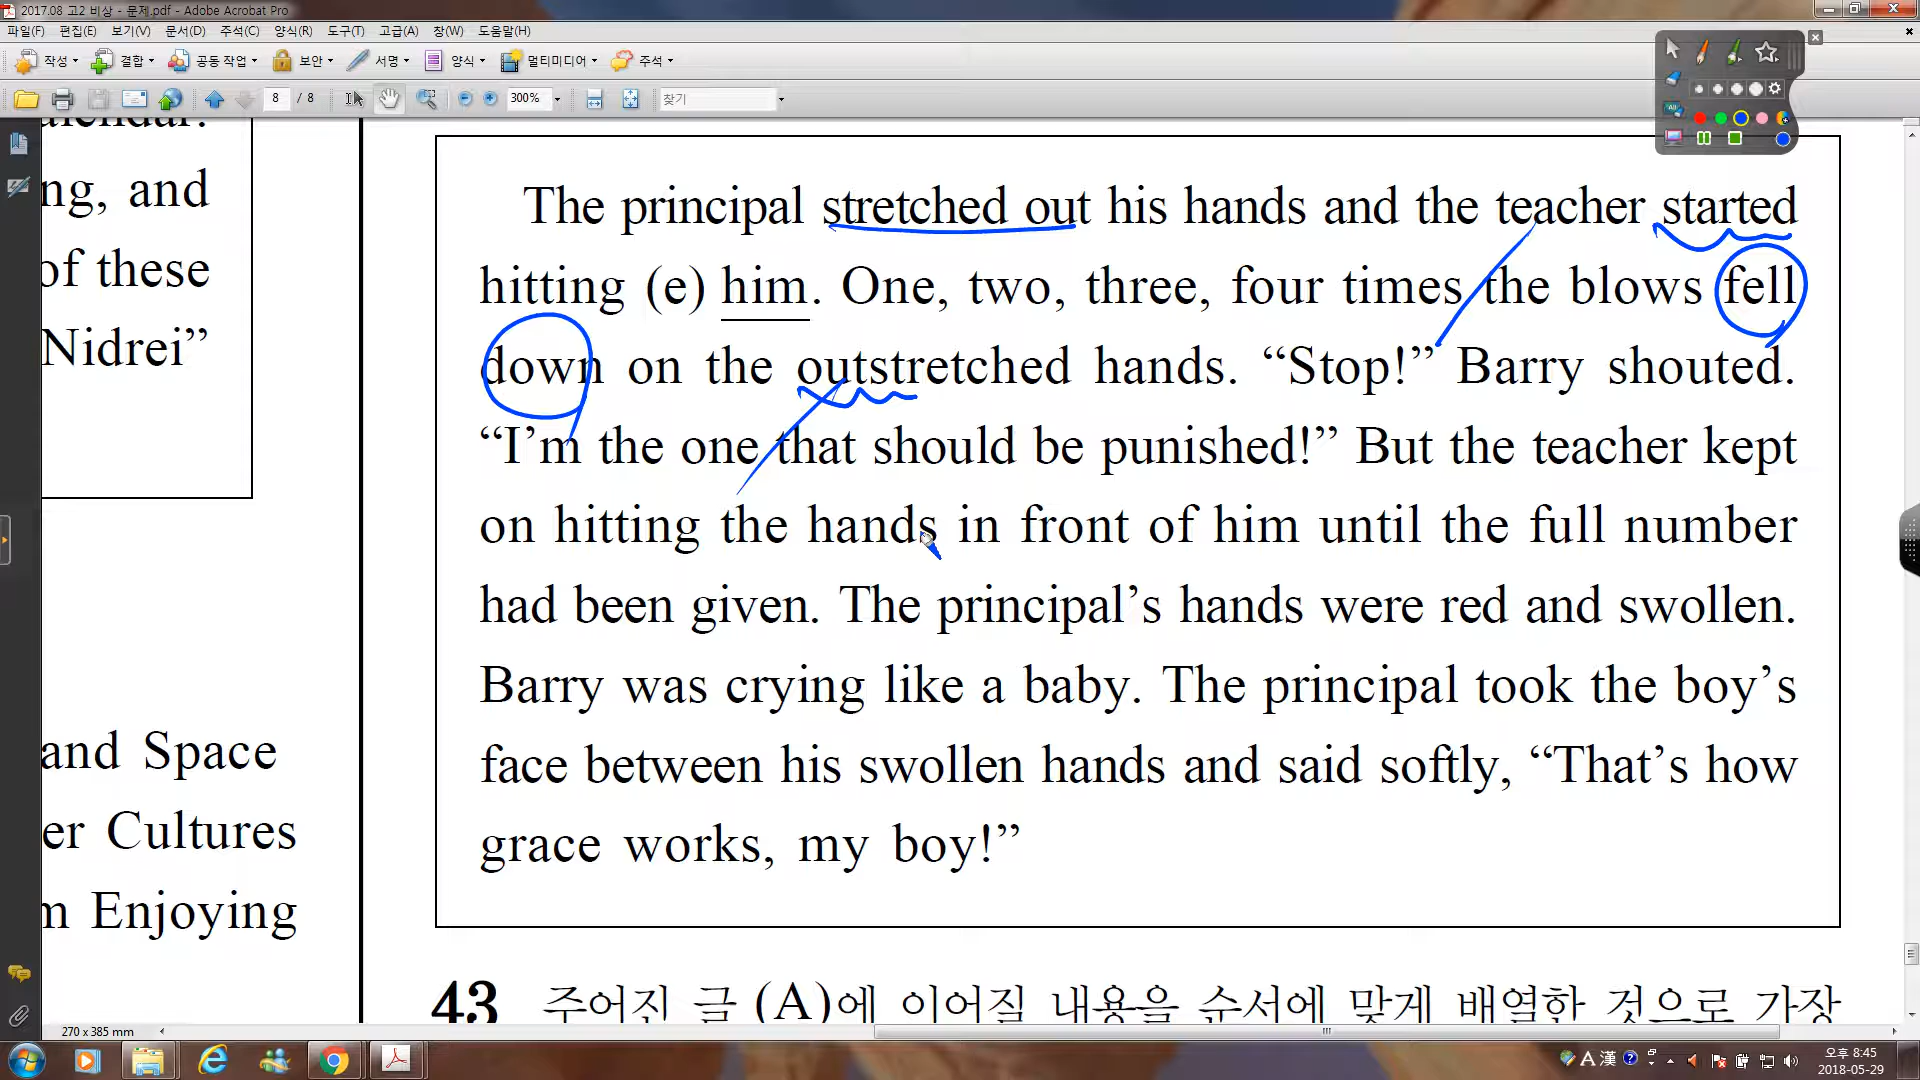 2017.08 고2 비상 - 문제.pdf - Adobe Acrobat Pro
파일(F) 편집(E) 보기(V) 문서(D) 주석(C) 양식(R) 도구(T) 고급(A) 창(W) 도움말(H)
작성 결합 공동 작업 보안 서명 양식 멀티미디어 주석
8 / 8 300% 찾기
ng, and
of these
Nidrei”
and Space
er Cultures
Enjoying
The principal stretched out his hands and the teacher started
hitting (e) him. One, two, three, four times the blows fell
down on the outstretched hands. “Stop!” Barry shouted.
“I’m the one that should be punished!” But the teacher kept
on hitting the hands in front of him until the full number
had been given. The principal’s hands were red and swollen.
Barry was crying like a baby. The principal took the boy’s
face between his swollen hands and said softly, “That’s how
grace works, my boy!”
43 주어진 글 (A)에 이어질 내용을 순서에 맞게 배열한 것으로 가장
270 x 385 mm
A 漢
오후 8:45
2018-05-29